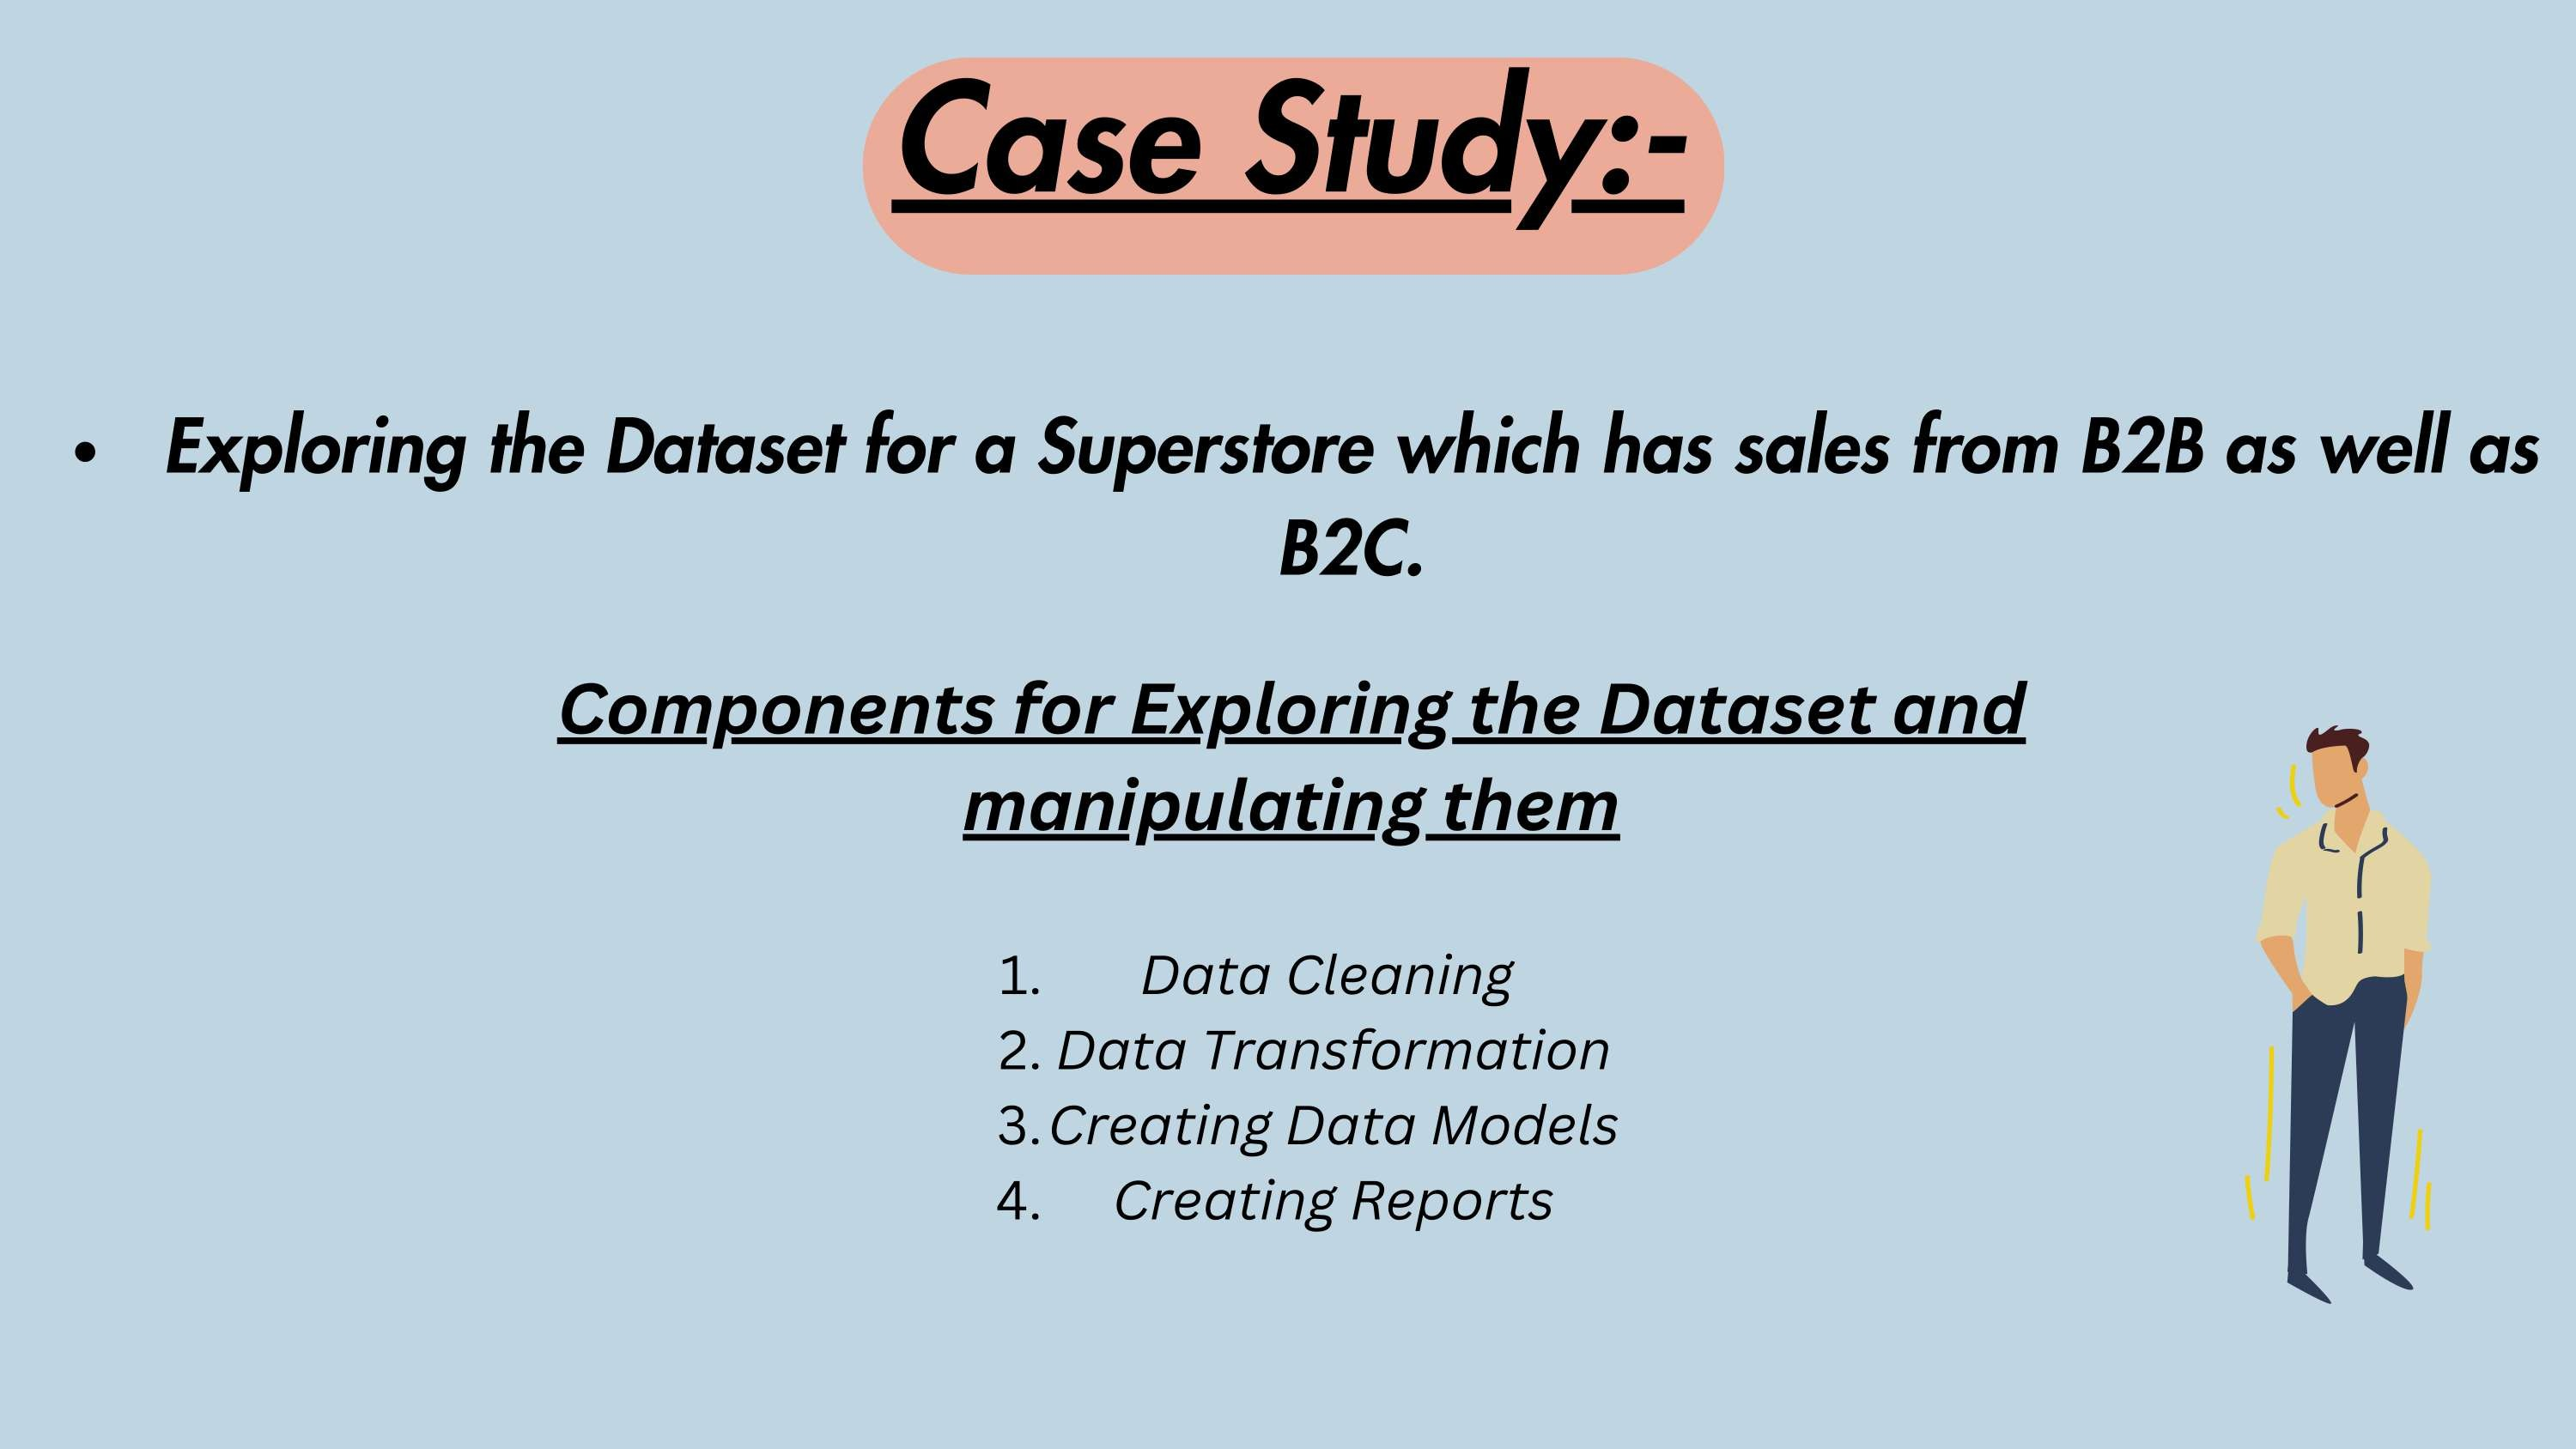 Case Study:-
• Exploring the Dataset for a Superstore which has sales from B2B as well as
B2C.
Components for Exploring the Dataset and
manipulating them
1. Data Cleaning
2. Data Transformation
3. Creating Data Models
4. Creating Reports